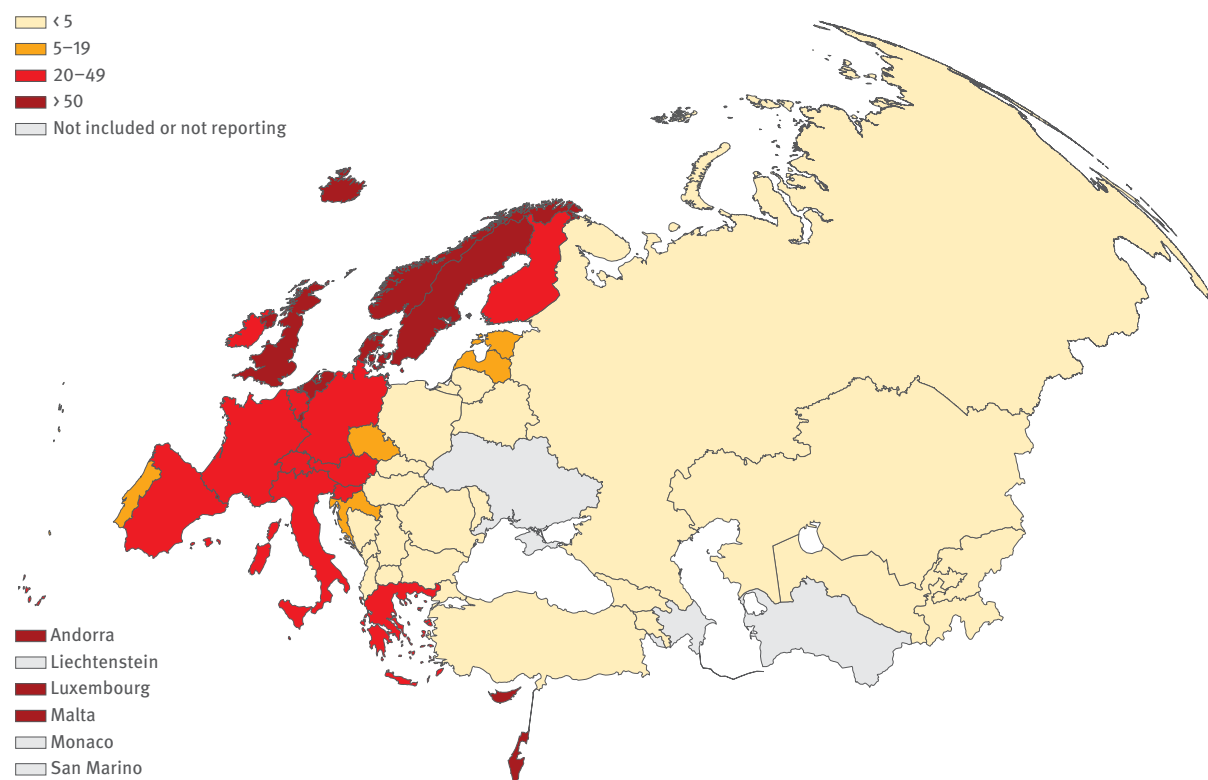 < 5
5–19
20–49
> 50
Not included or not reporting
Andorra
Liechtenstein
Luxembourg
Malta
Monaco
San Marino